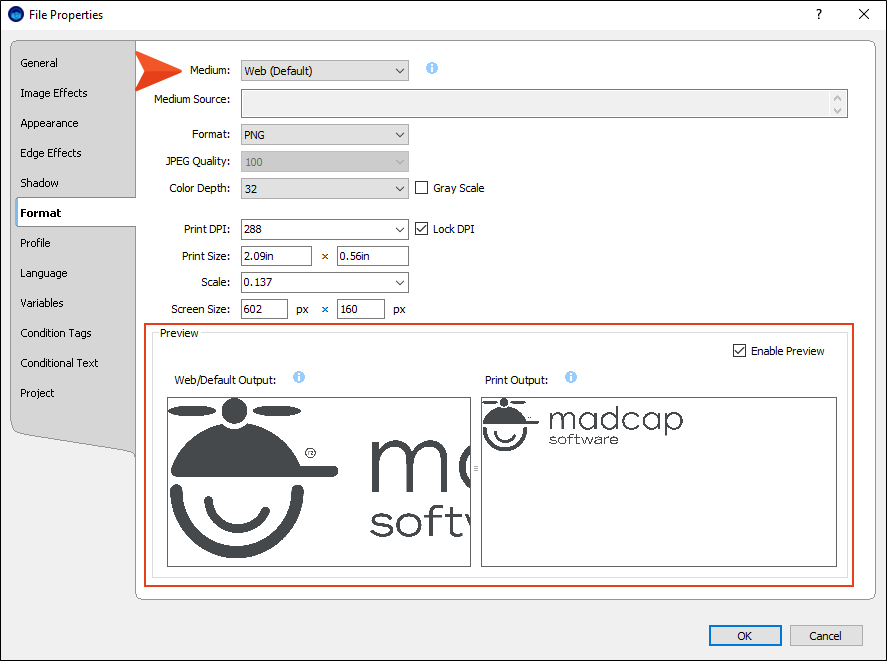 File Properties ?
General
Image Effects
Appearance
Edge Effects
Shadow
Format
Profile
Language
Variables
Condition Tags
Conditional Text
Project
Medium: Web (Default)
Medium Source:
Format: PNG
JPEG Quality: 100
Color Depth: 32 Gray Scale
Print DPI: 288 Lock DPI
Print Size: 2.09in × 0.56in
Scale: 0.137
Screen Size: 602 px × 160 px
Preview
Enable Preview
Web/Default Output: Print Output:
® mad
softw
madcap
software
OK Cancel